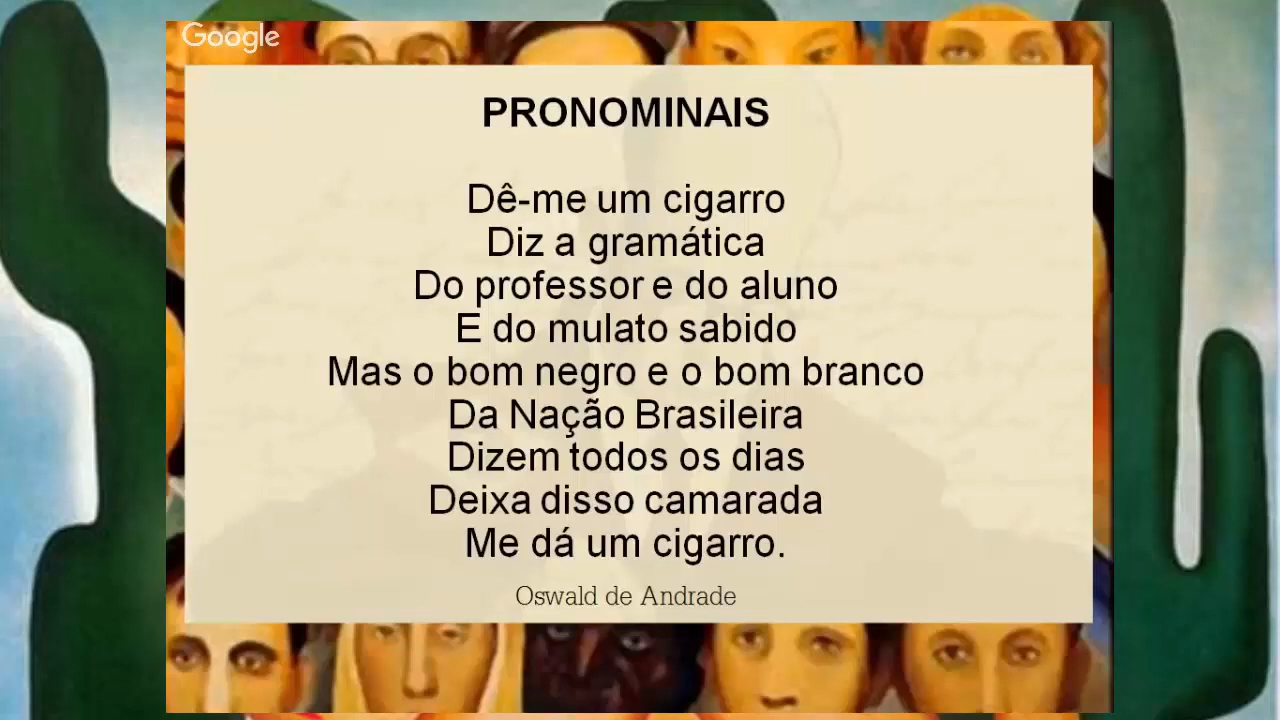 Google
PRONOMINAIS
Dê-me um cigarro
Diz a gramática
Do professor e do aluno
E do mulato sabido
Mas o bom negro e o bom branco
Da Nação Brasileira
Dizem todos os dias
Deixa disso camarada
Me dá um cigarro.
Oswald de Andrade